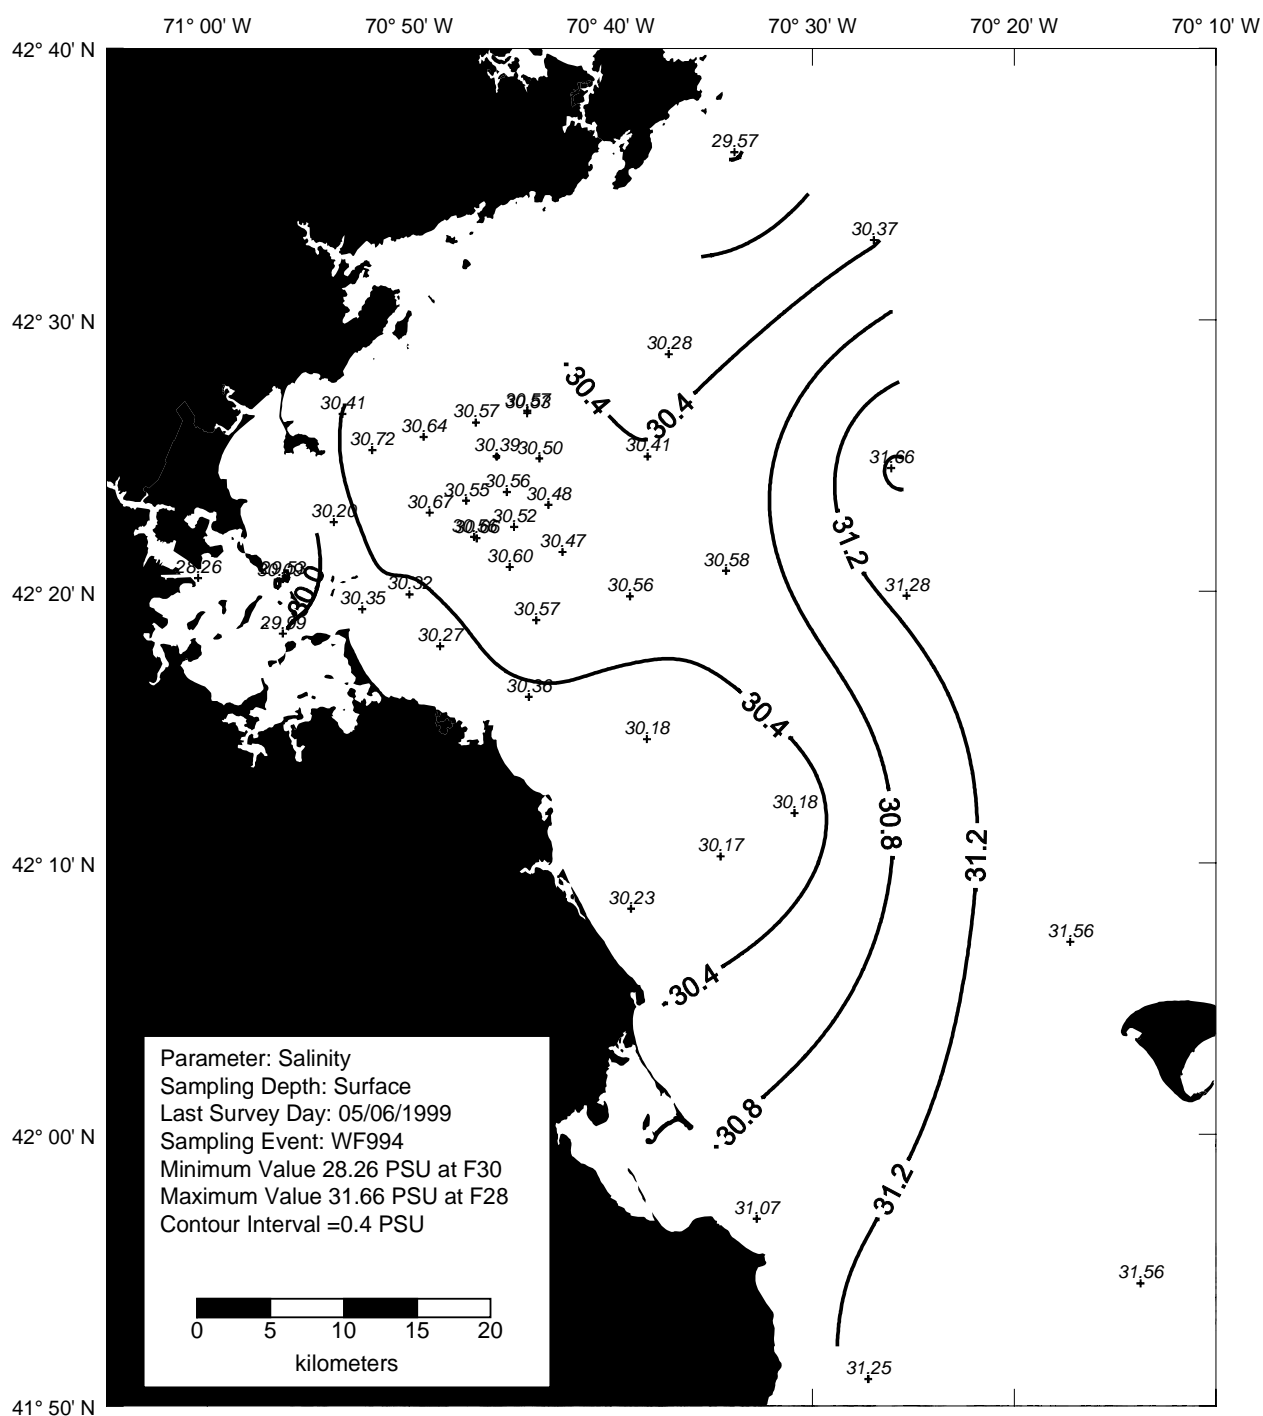 71° 00' W 70° 50' W 70° 40' W 70° 30' W 70° 20' W 70° 10' W
42° 40' N
29.57
30.37
42° 30' N
30.28
30.4
30.4
30.41 30.57 30.57
30.64
30.72 30.39 30.50 30.41
31.66
30.67 30.55 30.56 30.48
30.20 30.52
31.2
30.47
28.26 30.60 30.58
30.0
42° 20' N
30.35 30.32 30.56 31.28
29.99 30.57
30.27
30.36
30.4
30.18
30.18
30.8
31.2
30.17
42° 10' N
30.23
31.56
30.4
Parameter: Salinity
Sampling Depth: Surface
Last Survey Day: 05/06/1999
Sampling Event: WF994
Minimum Value 28.26 PSU at F30
Maximum Value 31.66 PSU at F28
Contour Interval =0.4 PSU
0 5 10 15 20
kilometers
30.8
42° 00' N
31.2
31.07
31.56
31.25
41° 50' N